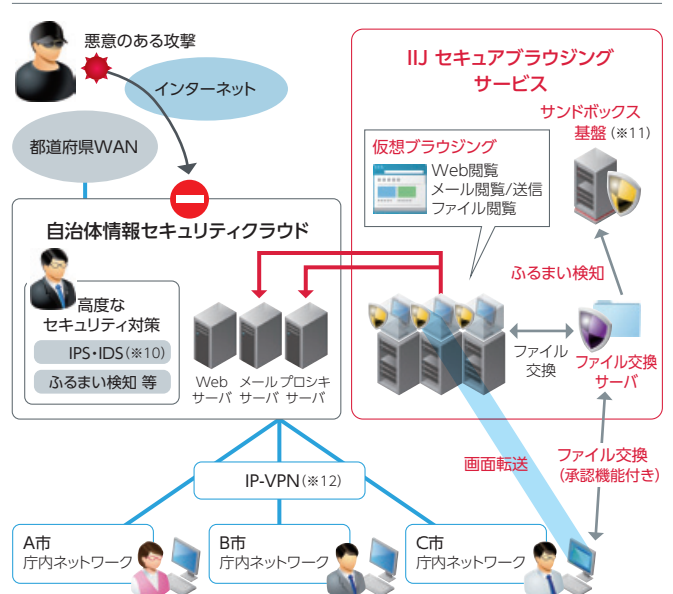 悪意のある攻撃
インターネット
都道府県WAN
IIJ セキュアブラウジング
サービス
サンドボックス
基盤(※11)
仮想ブラウジング
Web閲覧
メール閲覧/送信
ファイル閲覧
自治体情報セキュリティクラウド
高度な
セキュリティ対策
IPS・IDS(※10)
ふるまい検知 等
Web
サーバ
メール
サーバ
プロシキ
サーバ
ふるまい検知
ファイル
交換
ファイル交換
サーバ
画面転送
ファイル交換
(承認機能付き)
IP-VPN(※12)
A市
庁内ネットワーク
B市
庁内ネットワーク
C市
庁内ネットワーク